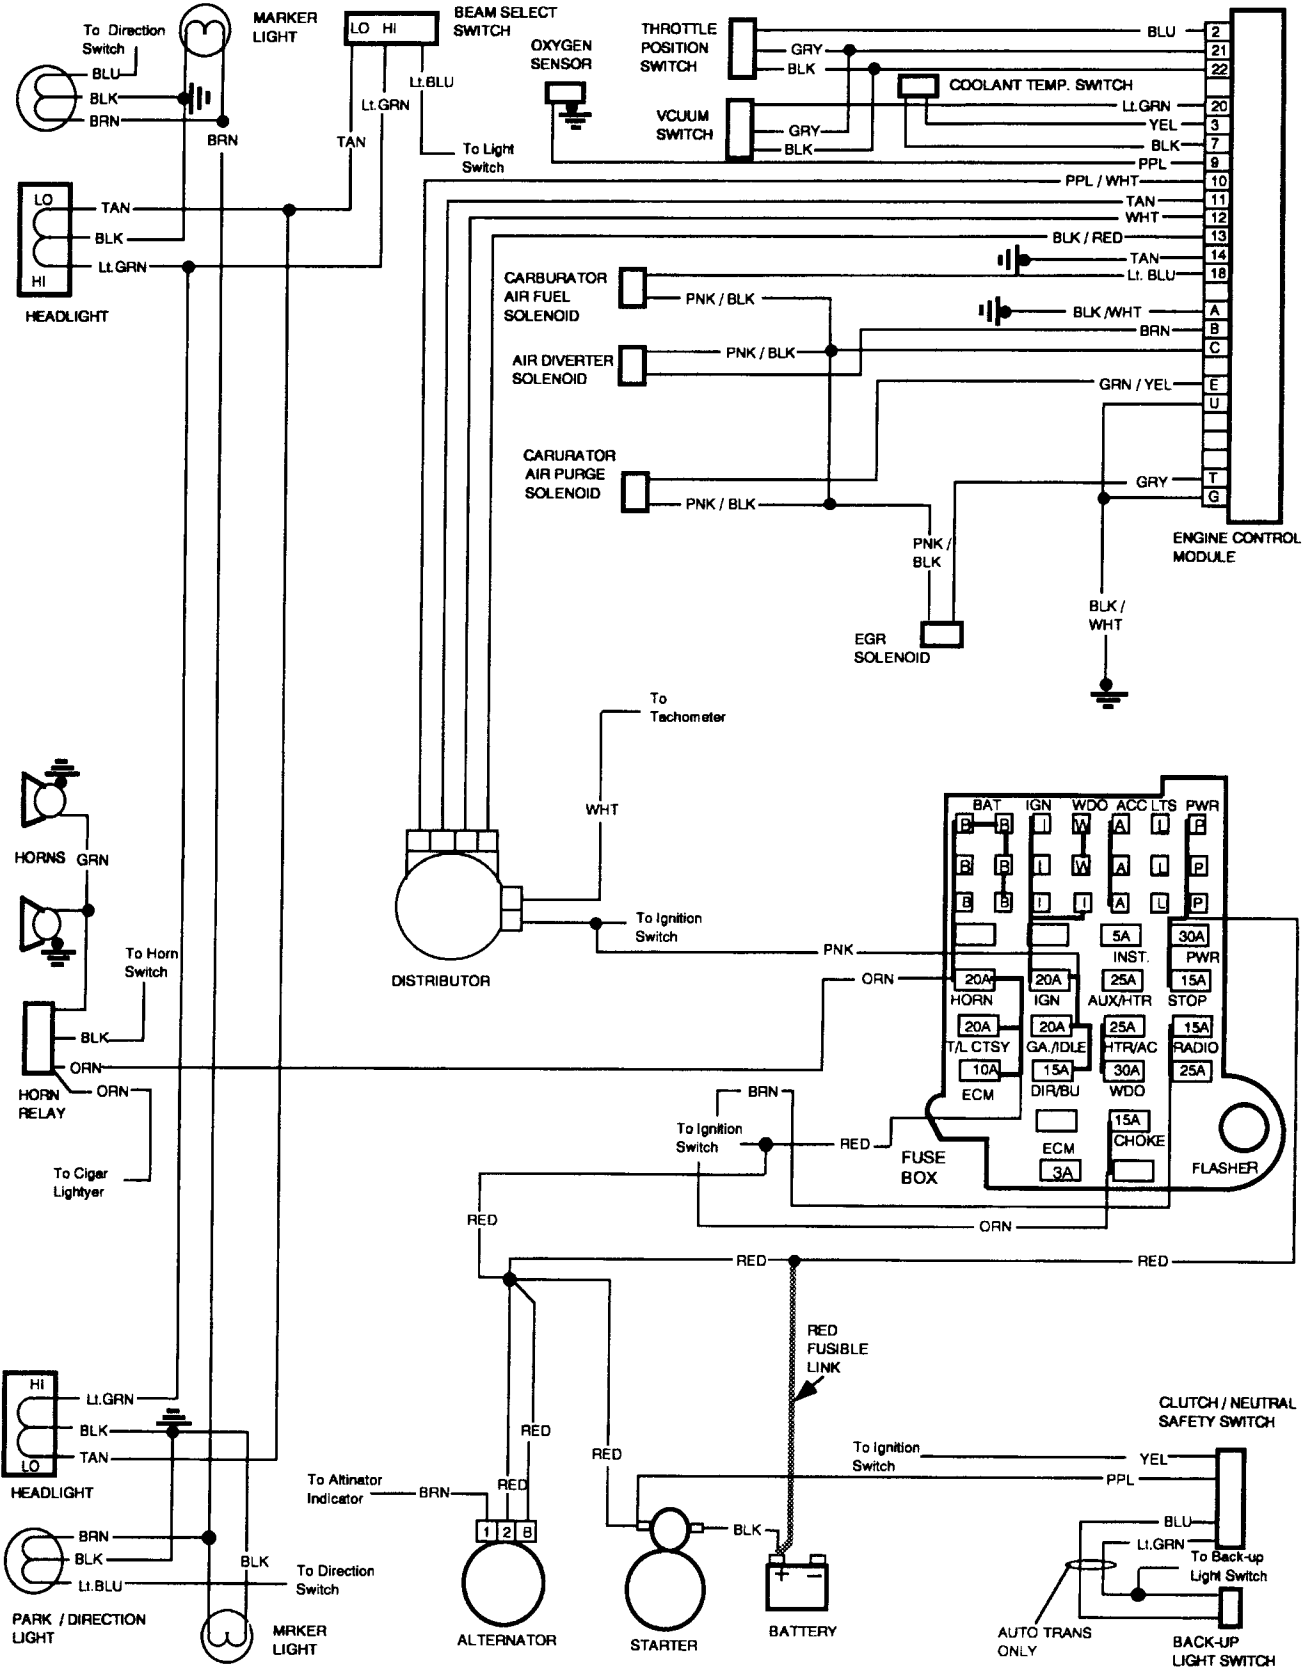 To Direction
Switch
MARKER
LIGHT
LO HI
BEAM SELECT
SWITCH
BLU
BLK
BRN
BRN
TAN
Lt.GRN
Lt.BLU
To Light
Switch
LO
HI
TAN
BLK
Lt.GRN
HEADLIGHT
OXYGEN
SENSOR
THROTTLE
POSITION
SWITCH
GRY
BLK
VCUUM
SWITCH
GRY
BLK
COOLANT TEMP. SWITCH
BLU 2
21
22
Lt.GRN 20
YEL 3
BLK 7
PPL 9
PPL / WHT 10
TAN 11
WHT 12
BLK / RED 13
TAN 14
Lt. BLU 18
BLK /WHT A
BRN B
C
GRN / YEL E
U
GRY T
G
ENGINE CONTROL
MODULE
CARBURATOR
AIR FUEL
SOLENOID
PNK / BLK
AIR DIVERTER
SOLENOID
PNK / BLK
CARURATOR
AIR PURGE
SOLENOID
PNK / BLK
PNK /
BLK
EGR
SOLENOID
BLK /
WHT
To
Tachometer
WHT
HORNS
GRN
To Horn
Switch
BLK
ORN
ORN
HORN
RELAY
To Cigar
Lightyer
DISTRIBUTOR
To Ignition
Switch
PNK
ORN
BAT IGN WDO ACC LTS PWR
B B I W A L P
B B I W A L P
B B I I A L P
5A 30A
INST. PWR
20A 20A 25A 15A
HORN IGN AUX/HTR STOP
20A 20A 25A 15A
T/L CTSY GA./IDLE HTR/AC RADIO
10A 15A 30A 25A
ECM DIR/BU WDO
15A
ECM CHOKE
3A
FLASHER
FUSE
BOX
BRN
To Ignition
Switch
RED
ORN
RED
RED
RED
RED
FUSIBLE
LINK
HI
LO
Lt.GRN
BLK
TAN
HEADLIGHT
BRN
BLK
Lt.BLU
BLK
To Direction
Switch
PARK / DIRECTION
LIGHT
MRKER
LIGHT
To Altinator
Indicator
BRN
RED
RED
RED
1 2 B
ALTERNATOR
STARTER
BLK
+ −
BATTERY
To Ignition
Switch
CLUTCH / NEUTRAL
SAFETY SWITCH
YEL
PPL
BLU
Lt.GRN
To Back-up
Light Switch
AUTO TRANS
ONLY
BACK-UP
LIGHT SWITCH